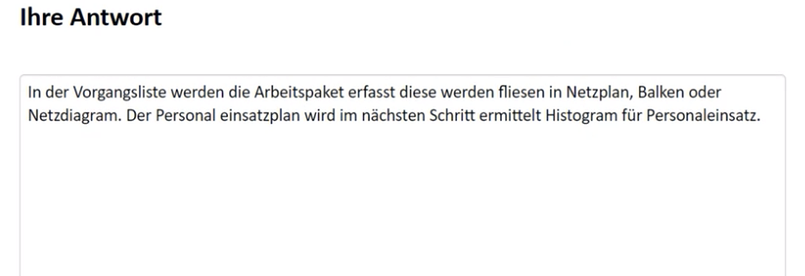 Ihre Antwort
In der Vorgangsliste werden die Arbeitspaket erfasst diese werden fliesen in Netzplan, Balken oder
Netzdiagram. Der Personal einsatzplan wird im nächsten Schritt ermittelt Histogram für Personaleinsatz.